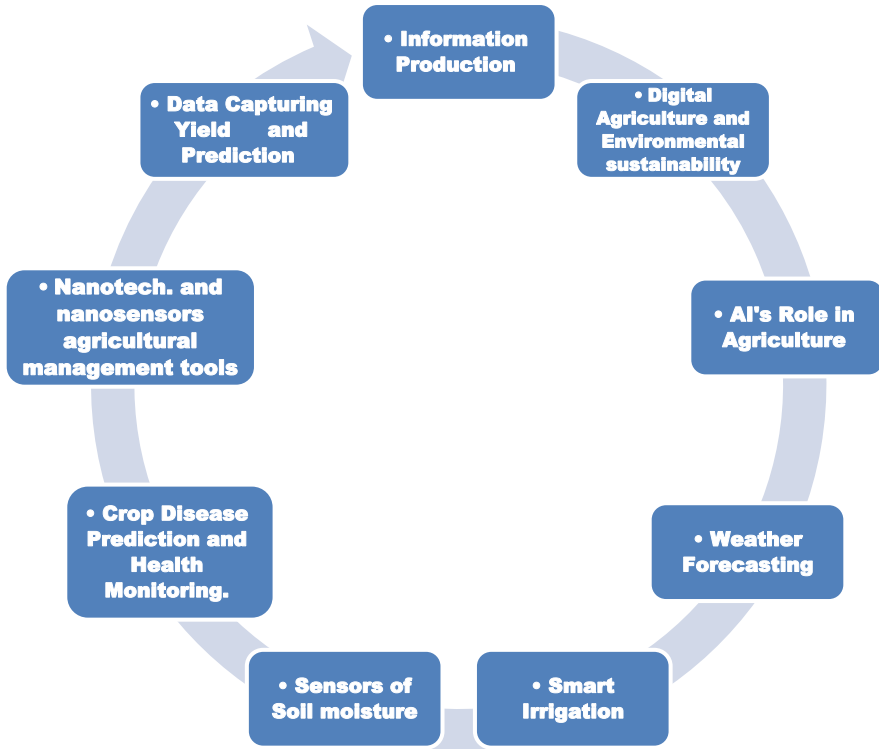 • Information
Production
• Digital
Agriculture and
Environmental
sustainability
• AI's Role in
Agriculture
• Weather
Forecasting
• Smart
Irrigation
• Sensors of
Soil moisture
• Crop Disease
Prediction and
Health
Monitoring.
• Nanotech. and
nanosensors
agricultural
management tools
• Data Capturing
Yield and
Prediction